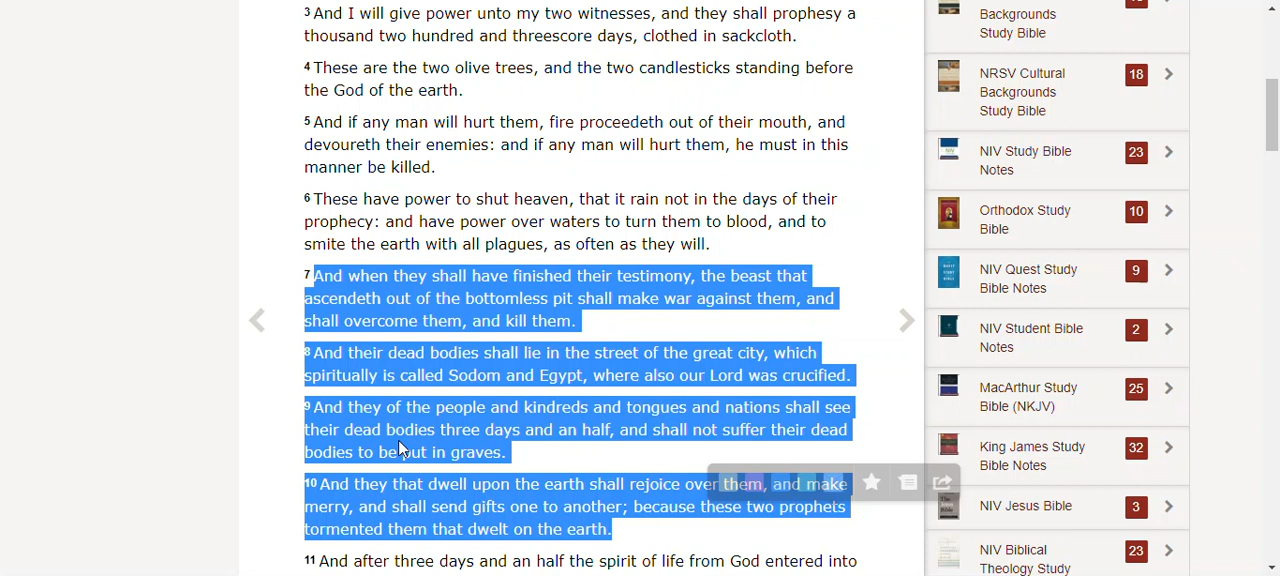 3 And I will give power unto my two witnesses, and they shall prophesy a
thousand two hundred and threescore days, clothed in sackcloth.
4 These are the two olive trees, and the two candlesticks standing before
the God of the earth.
5 And if any man will hurt them, fire proceedeth out of their mouth, and
devoureth their enemies: and if any man will hurt them, he must in this
manner be killed.
6 These have power to shut heaven, that it rain not in the days of their
prophecy: and have power over waters to turn them to blood, and to
smite the earth with all plagues, as often as they will.
7 And when they shall have finished their testimony, the beast that
ascendeth out of the bottomless pit shall make war against them, and
shall overcome them, and kill them.
8 And their dead bodies shall lie in the street of the great city, which
spiritually is called Sodom and Egypt, where also our Lord was crucified.
9 And they of the people and kindreds and tongues and nations shall see
their dead bodies three days and an half, and shall not suffer their dead
bodies to be put in graves.
10 And they that dwell upon the earth shall rejoice over them, and make
merry, and shall send gifts one to another; because these two prophets
tormented them that dwelt on the earth.
11 And after three days and an half the spirit of life from God entered into
Backgrounds
Study Bible
NRSV Cultural
Backgrounds
Study Bible
18
NIV Study Bible
Notes
23
Orthodox Study
Bible
10
NIV Quest Study
Bible Notes
9
NIV Student Bible
Notes
2
MacArthur Study
Bible (NKJV)
25
King James Study
Bible Notes
32
NIV Jesus Bible
3
NIV Biblical
Theology Study
23